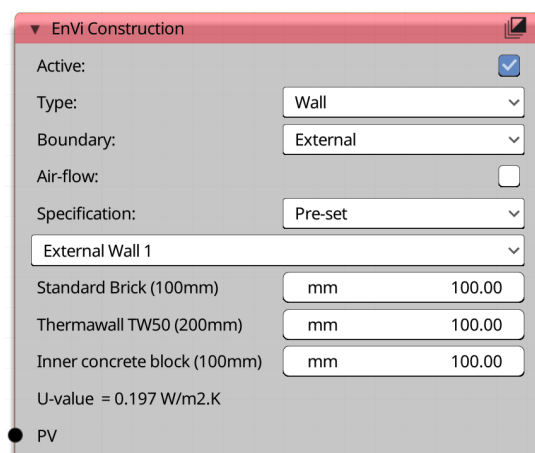 EnVi Construction
Active:
Type: Wall
Boundary: External
Air-flow:
Specification: Pre-set
External Wall 1
Standard Brick (100mm) mm 100.00
Thermawall TW50 (200mm) mm 100.00
Inner concrete block (100mm) mm 100.00
U-value = 0.197 W/m2.K
PV